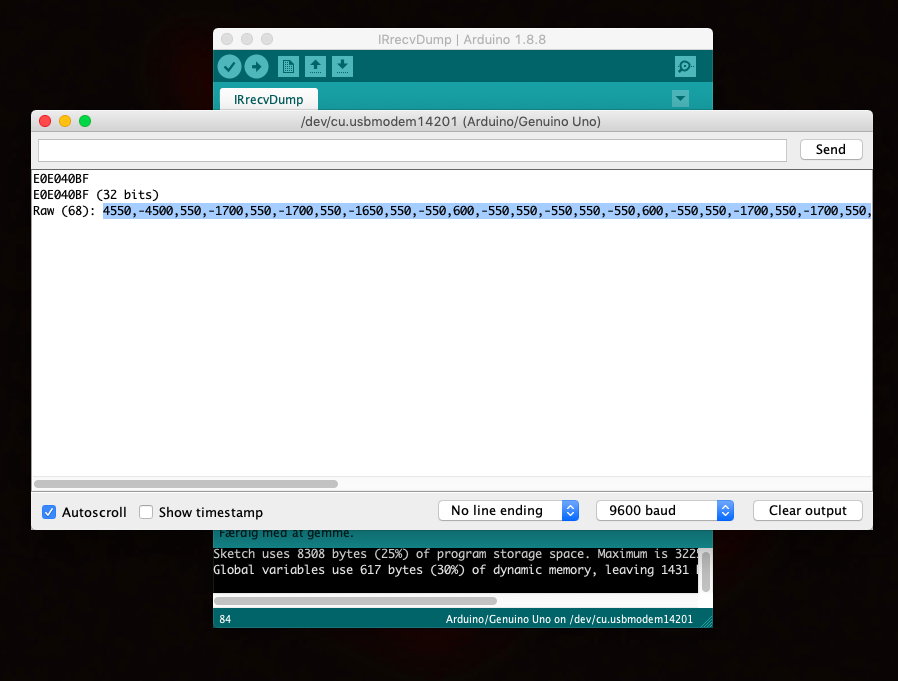 IRrecvDump | Arduino 1.8.8
IRrecvDump
/dev/cu.usbmodem14201 (Arduino/Genuino Uno)
Send
E0E040BF
E0E040BF (32 bits)
Raw (68): 4550,-4500,550,-1700,550,-1700,550,-1650,550,-550,600,-550,550,-550,550,-550,600,-550,550,-1700,550,-1700,550,
Autoscroll
Show timestamp
No line ending
9600 baud
Clear output
Færdig med at gemme.
Sketch uses 8308 bytes (25%) of program storage space. Maximum is 322
Global variables use 617 bytes (30%) of dynamic memory, leaving 1431
84
Arduino/Genuino Uno on /dev/cu.usbmodem14201